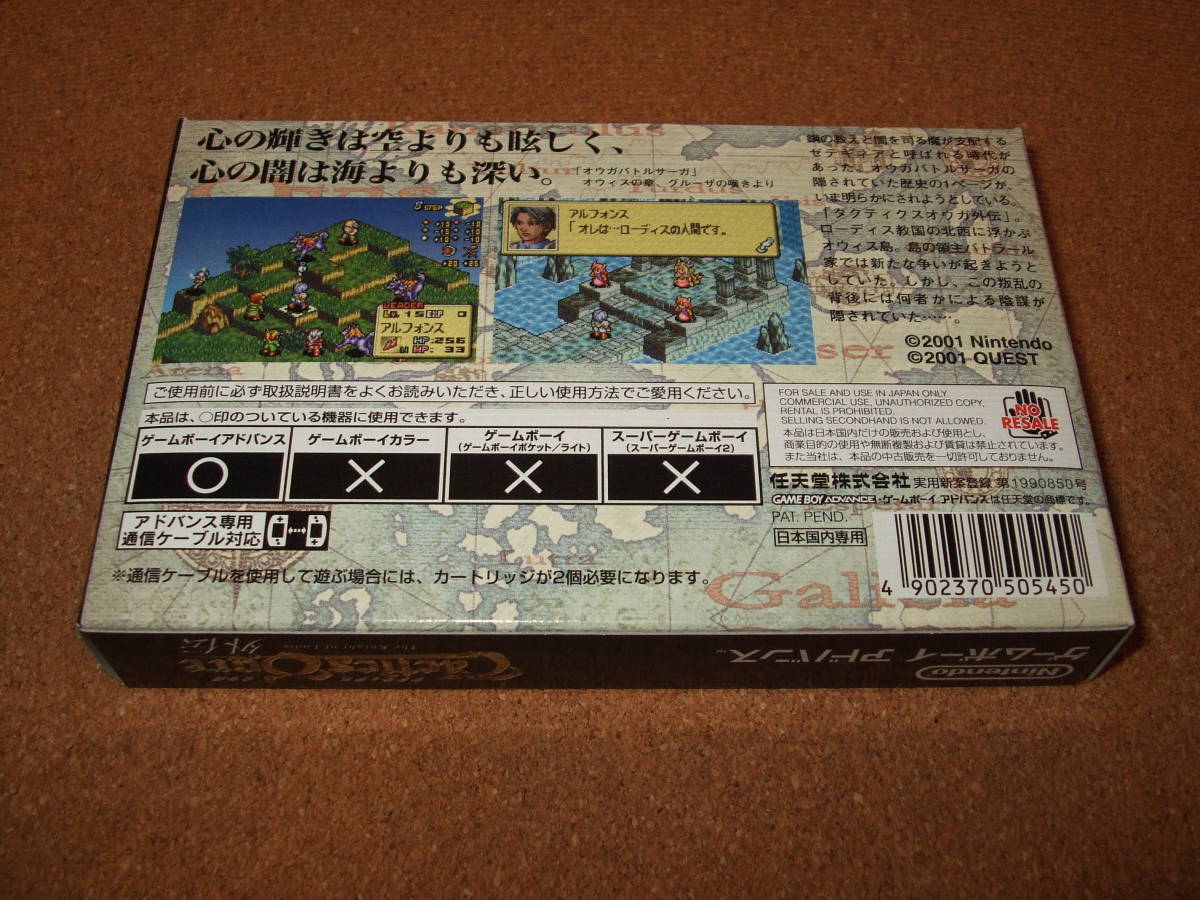 心の輝きは空よりも眩しく、
心の闇は海よりも深い。
「オウガバトルサーガ」
オウィスの章　グルーザの嘆きより
鋼の教えと闇を司る魔が支配する
ゼテギネアと呼ばれる時代が
あった。オウガバトルサーガの
隠されていた歴史の1ページが、
いま明らかにされようとしている。
「タクティクスオウガ外伝」。
ローディス教国の北西に浮かぶ
オウィス島。島の領主バトラール
家では新たな争いが起きようと
していた。しかし、この叛乱の
背後には何者かによる陰謀が
隠されていた……。
©2001 Nintendo
©2001 QUEST
5 STEP
LEADER
Lv. 15 EXP 0
アルフォンス
HP:256
MP: 33
アルフォンス
「オレは…ローディスの人間です。
ご使用前に必ず取扱説明書をよくお読みいただき、正しい使用方法でご愛用ください。
本品は、○印のついている機器に使用できます。
ゲームボーイアドバンス
ゲームボーイカラー
ゲームボーイ
(ゲームボーイポケット/ライト)
スーパーゲームボーイ
(スーパーゲームボーイ2)
○ × × ×
FOR SALE AND USE IN JAPAN ONLY.
COMMERCIAL USE, UNAUTHORIZED COPY,
RENTAL IS PROHIBITED.
SELLING SECONDHAND IS NOT ALLOWED.
本品は日本国内だけの販売および使用とし、
商業目的の使用や無断複製および賃貸は禁止されています。
また当社は、本品の中古販売を一切許可しておりません。
NO
RESALE
任天堂株式会社 実用新案登録 第1990850号
GAME BOY ADVANCE・ゲームボーイ アドバンスは任天堂の商標です。
PAT. PEND.
日本国内専用
アドバンス専用
通信ケーブル対応
※通信ケーブルを使用して遊ぶ場合には、カートリッジが2個必要になります。
4 902370 505450
Galicia
Nintendo
ゲームボーイ アドバンス™
Tactics Ogre
外伝
The Knight of Lodis